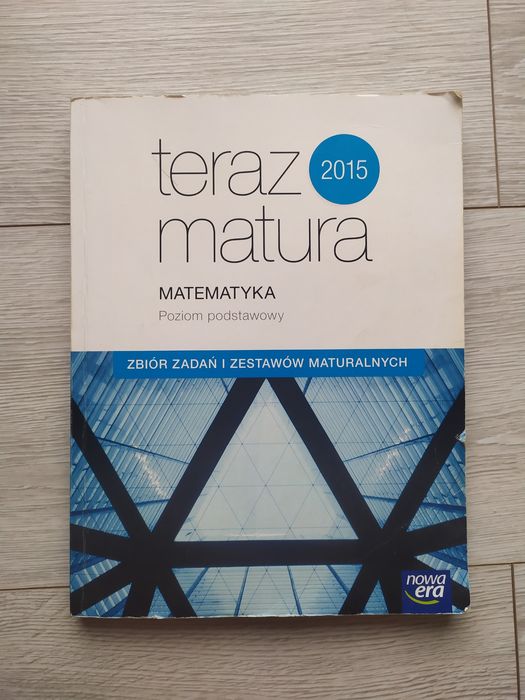 teraz
2015
matura
MATEMATYKA
Poziom podstawowy
ZBIÓR ZADAŃ I ZESTAWÓW MATURALNYCH
nowa
era